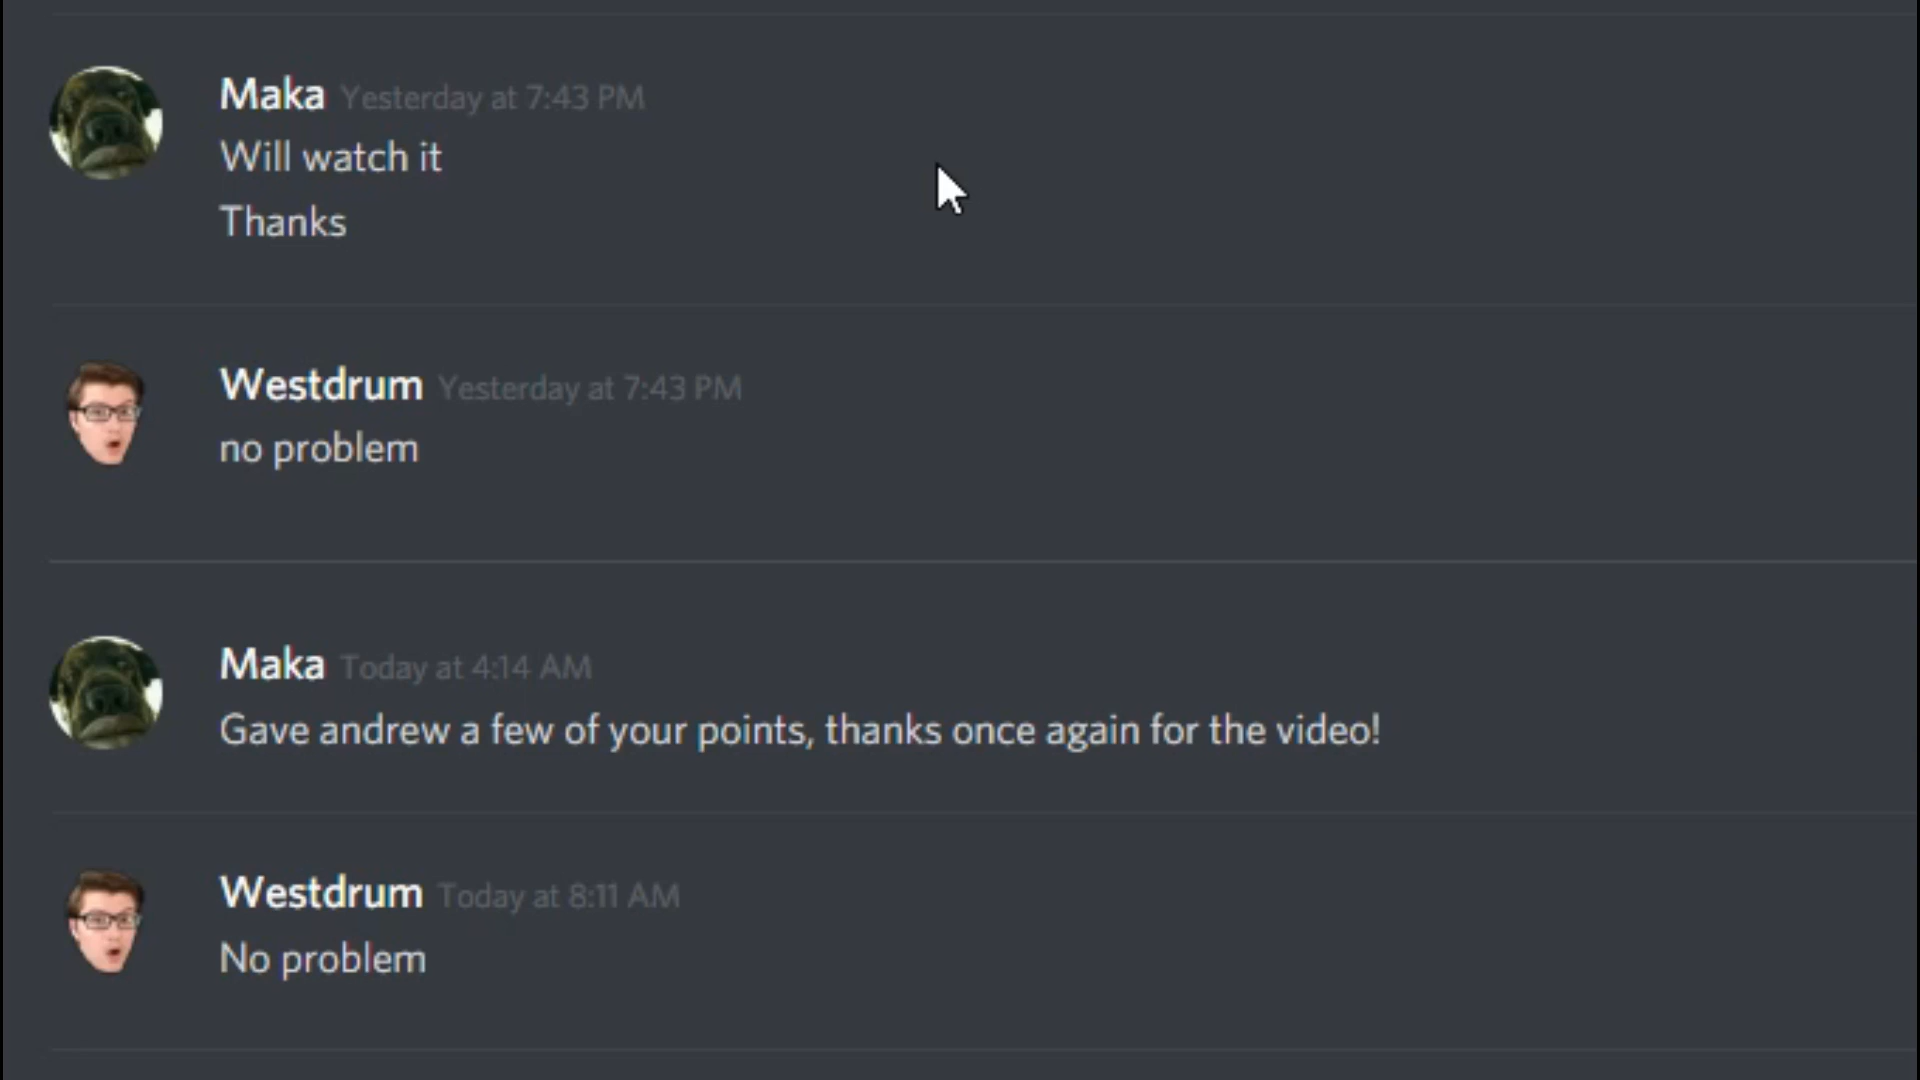 Maka Yesterday at 7:43 PM
Will watch it
Thanks
Westdrum Yesterday at 7:43 PM
no problem
Maka Today at 4:14 AM
Gave andrew a few of your points, thanks once again for the video!
Westdrum Today at 8:11 AM
No problem